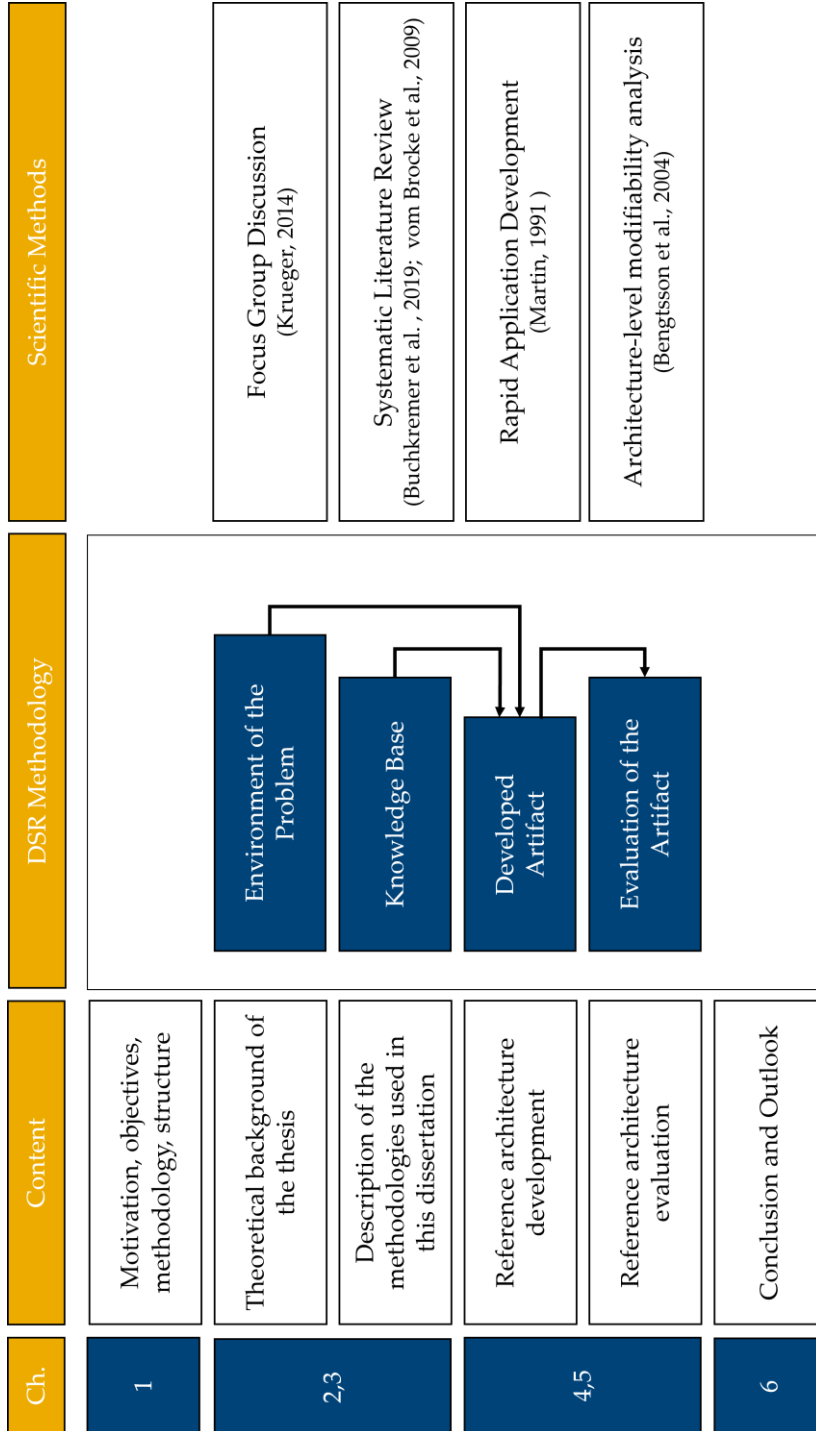 Ch.
Content
DSR Methodology
Scientific Methods
1
Motivation, objectives,
methodology, structure
2,3
Theoretical background of
the thesis
Environment of the
Problem
Focus Group Discussion
(Krueger, 2014)
Description of the
methodologies used in
this dissertation
Knowledge Base
Systematic Literature Review
(Buchkremer et al. , 2019; vom Brocke et al., 2009)
4,5
Reference architecture
development
Developed
Artifact
Rapid Application Development
(Martin, 1991 )
Reference architecture
evaluation
Evaluation of the
Artifact
Architecture-level modifiability analysis
(Bengtsson et al., 2004)
6
Conclusion and Outlook